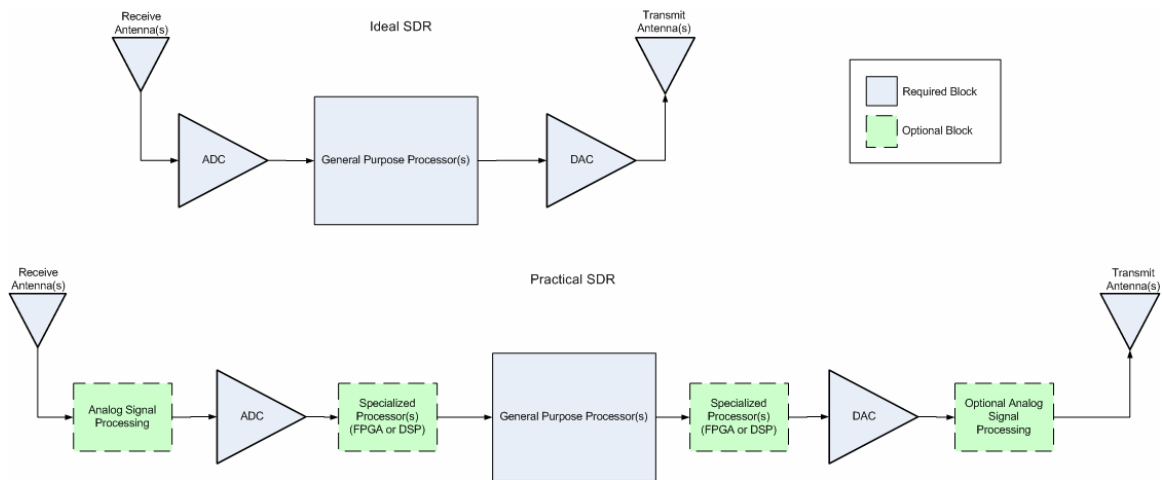 Receive
Antenna(s)
Ideal SDR
Transmit
Antenna(s)
Required Block
Optional Block
ADC
General Purpose Processor(s)
DAC
Receive
Antenna(s)
Practical SDR
Transmit
Antenna(s)
Analog Signal
Processing
ADC
Specialized
Processor(s)
(FPGA or DSP)
General Purpose Processor(s)
Specialized
Processor(s)
(FPGA or DSP)
DAC
Optional Analog
Signal
Processing